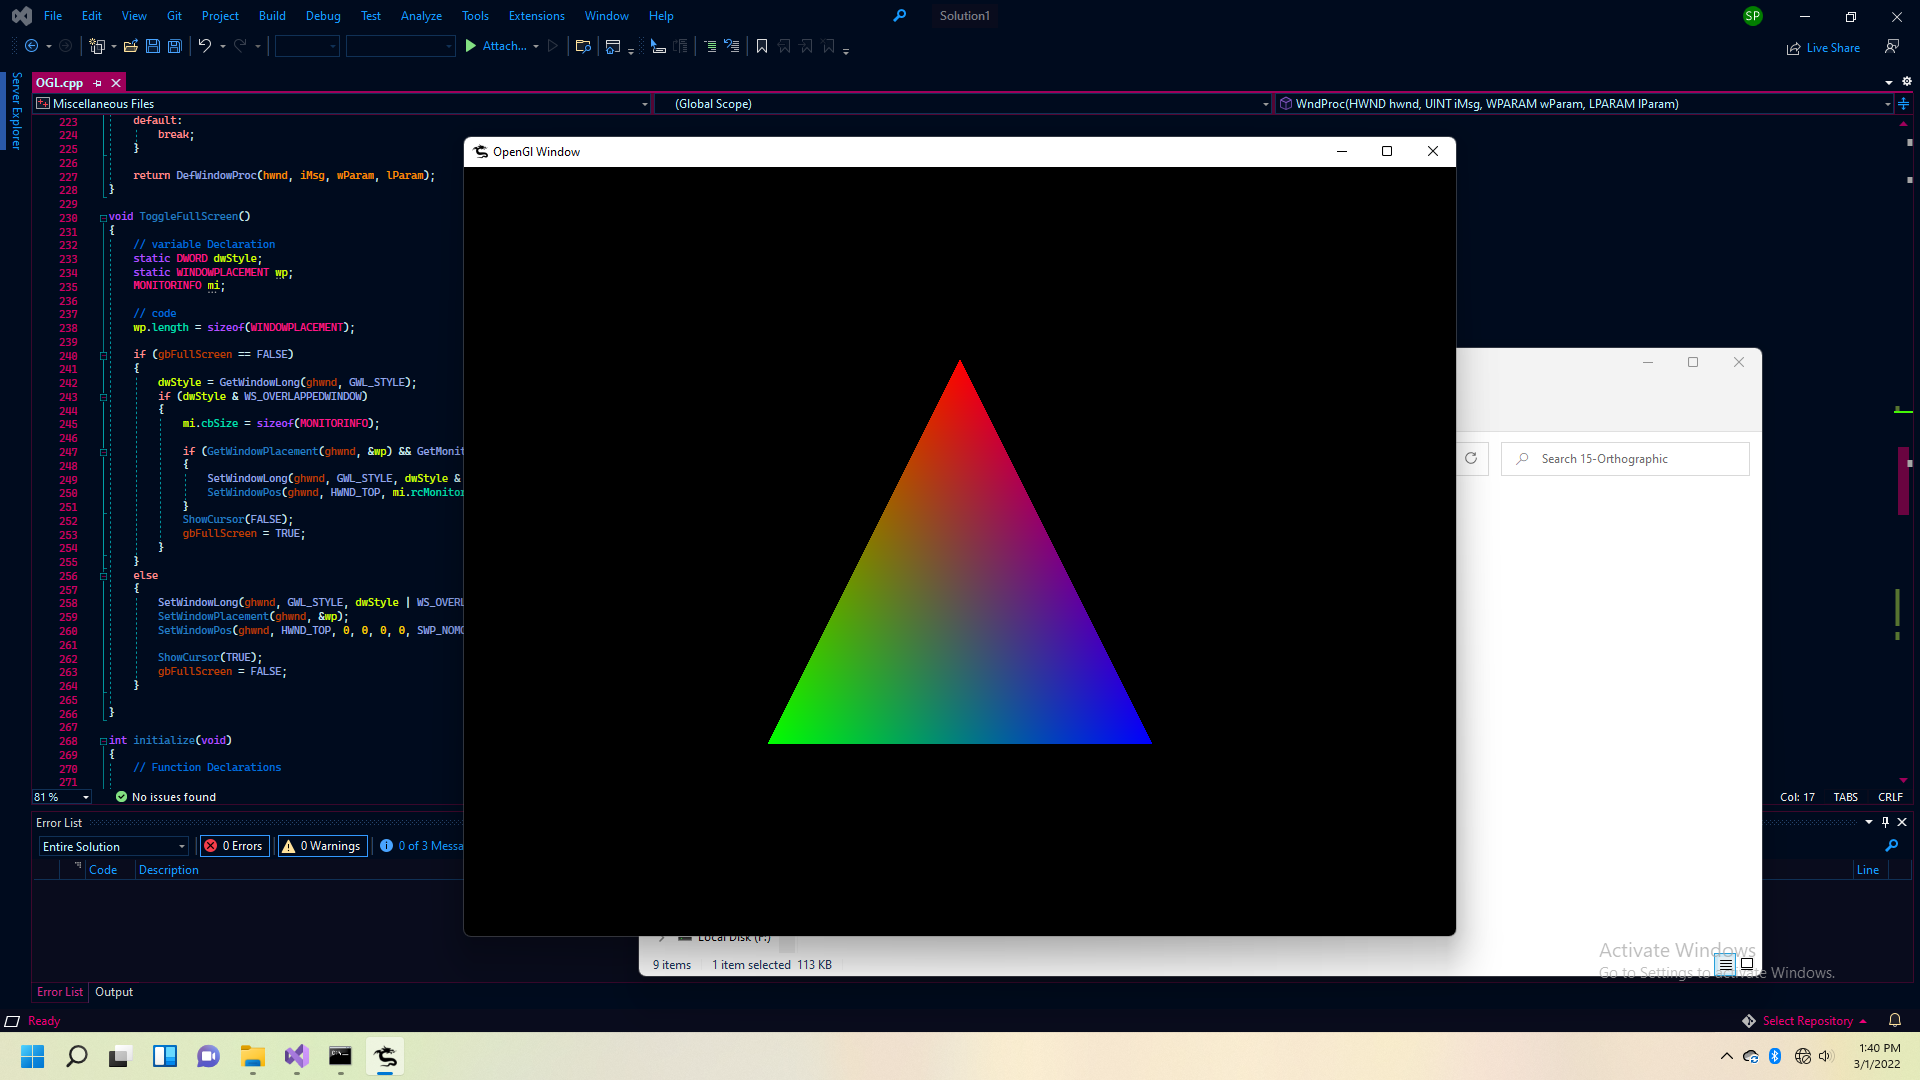 File Edit View Git Project Build Debug Test Analyze Tools Extensions Window Help Solution1 SP
Attach... Live Share
Server Explorer
OGL.cpp
Miscellaneous Files (Global Scope) WndProc(HWND hwnd, UINT iMsg, WPARAM wParam, LPARAM lParam)
223 default:
224 break;
225 }
226
227 return DefWindowProc(hwnd, iMsg, wParam, lParam);
228 }
229
230 void ToggleFullScreen()
231 {
232 // variable Declaration
233 static DWORD dwStyle;
234 static WINDOWPLACEMENT wp;
235 MONITORINFO mi;
236
237 // code
238 wp.length = sizeof(WINDOWPLACEMENT);
239
240 if (gbFullScreen == FALSE)
241 {
242 dwStyle = GetWindowLong(ghwnd, GWL_STYLE);
243 if (dwStyle & WS_OVERLAPPEDWINDOW)
244 {
245 mi.cbSize = sizeof(MONITORINFO);
246
247 if (GetWindowPlacement(ghwnd, &wp) && GetMonit
248 {
249 SetWindowLong(ghwnd, GWL_STYLE, dwStyle &
250 SetWindowPos(ghwnd, HWND_TOP, mi.rcMonitor
251 }
252 ShowCursor(FALSE);
253 gbFullScreen = TRUE;
254 }
255 }
256 else
257 {
258 SetWindowLong(ghwnd, GWL_STYLE, dwStyle | WS_OVERL
259 SetWindowPlacement(ghwnd, &wp);
260 SetWindowPos(ghwnd, HWND_TOP, 0, 0, 0, 0, SWP_NOMO
261
262 ShowCursor(TRUE);
263 gbFullScreen = FALSE;
264 }
265
266 }
267
268 int initialize(void)
269 {
270 // Function Declarations
271
OpenGl Window
Search 15-Orthographic
81 % No issues found Col: 17 TABS CRLF
Error List
Entire Solution 0 Errors 0 Warnings 0 of 3 Messa
Code Description Line
Local Disk (F:)
9 items 1 item selected 113 KB
Activate Windows
Go to Settings to activate Windows.
Error List Output
Ready Select Repository
1:40 PM
3/1/2022